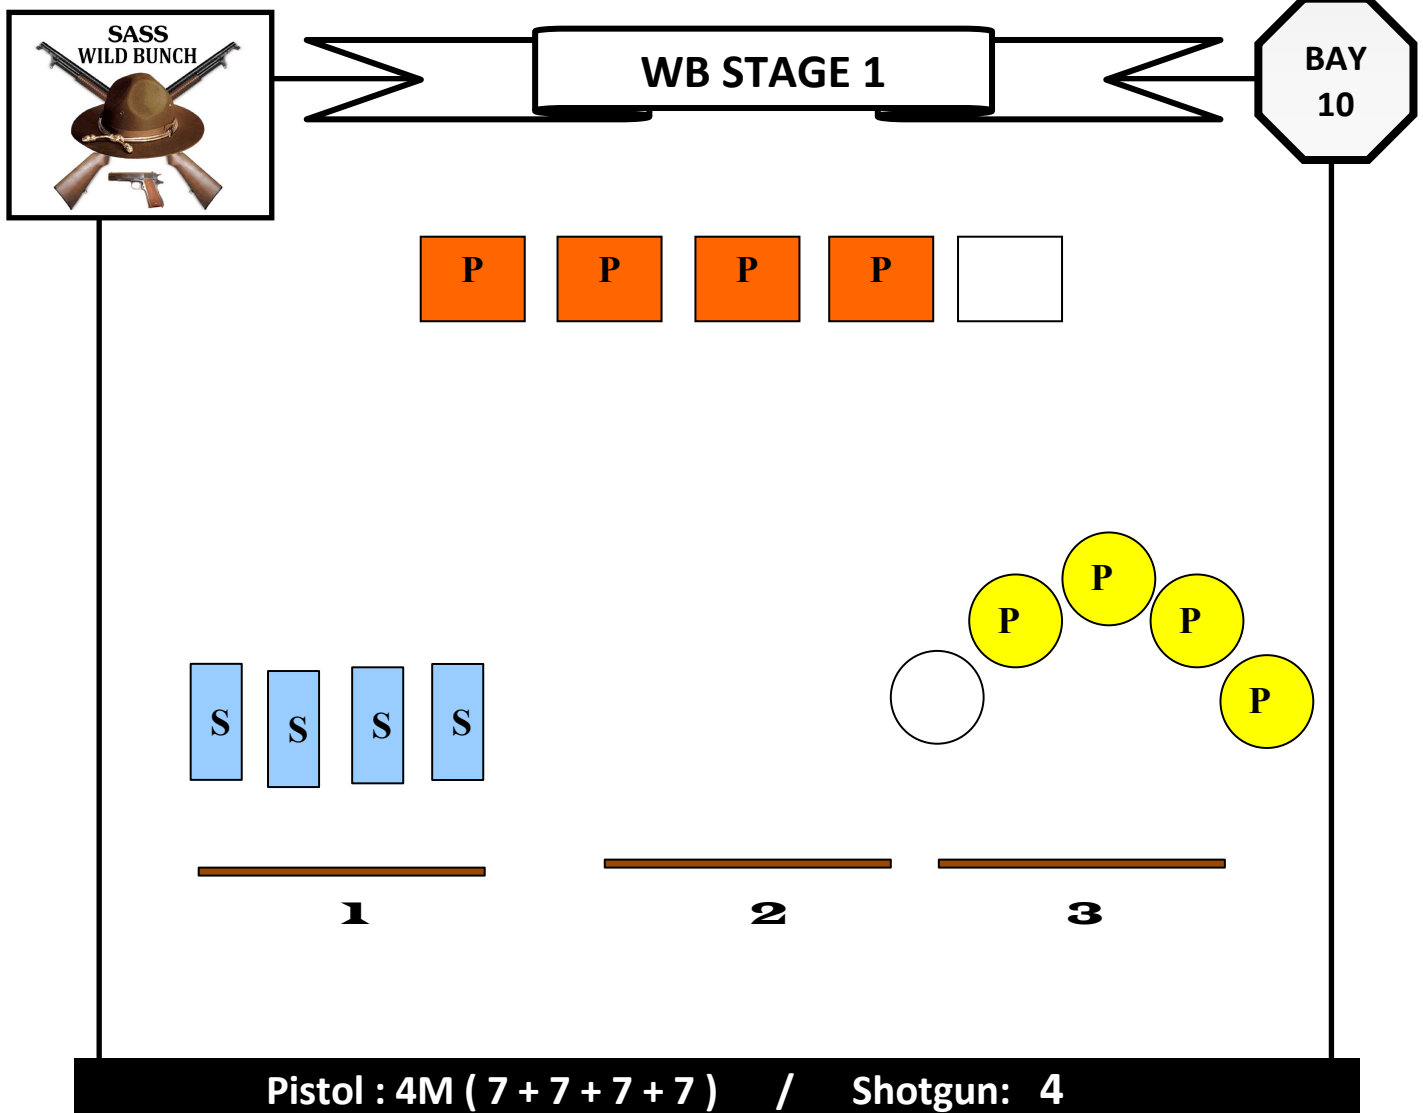 SASS
WILD BUNCH
WB STAGE 1
BAY
10
P P P P
P
P P
P
S S S S
1 2 3
Pistol : 4M ( 7 + 7 + 7 + 7 ) / Shotgun: 4